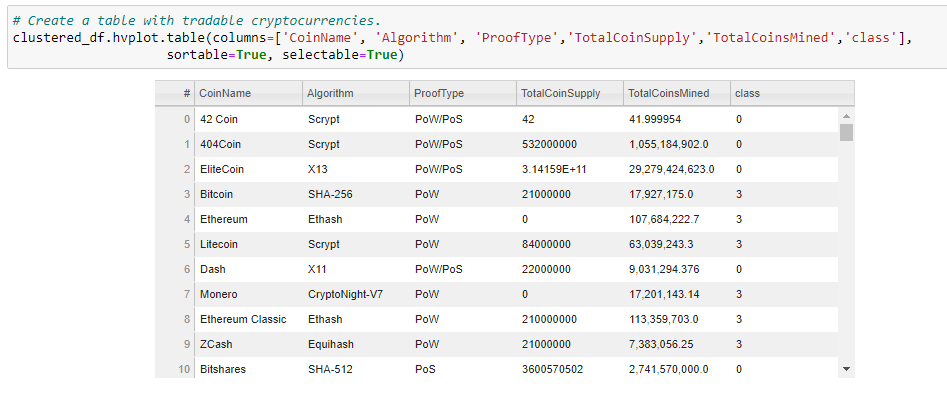 # Create a table with tradable cryptocurrencies.
clustered_df.hvplot.table(columns=['CoinName', 'Algorithm', 'ProofType','TotalCoinSupply','TotalCoinsMined','class'],
sortable=True, selectable=True)
# CoinName Algorithm ProofType TotalCoinSupply TotalCoinsMined class
0 42 Coin Scrypt PoW/PoS 42 41.999954 0
1 404Coin Scrypt PoW/PoS 532000000 1,055,184,902.0 0
2 EliteCoin X13 PoW/PoS 3.14159E+11 29,279,424,623.0 0
3 Bitcoin SHA-256 PoW 21000000 17,927,175.0 3
4 Ethereum Ethash PoW 0 107,684,222.7 3
5 Litecoin Scrypt PoW 84000000 63,039,243.3 3
6 Dash X11 PoW/PoS 22000000 9,031,294.376 0
7 Monero CryptoNight-V7 PoW 0 17,201,143.14 3
8 Ethereum Classic Ethash PoW 210000000 113,359,703.0 3
9 ZCash Equihash PoW 21000000 7,383,056.25 3
10 Bitshares SHA-512 PoS 3600570502 2,741,570,000.0 0